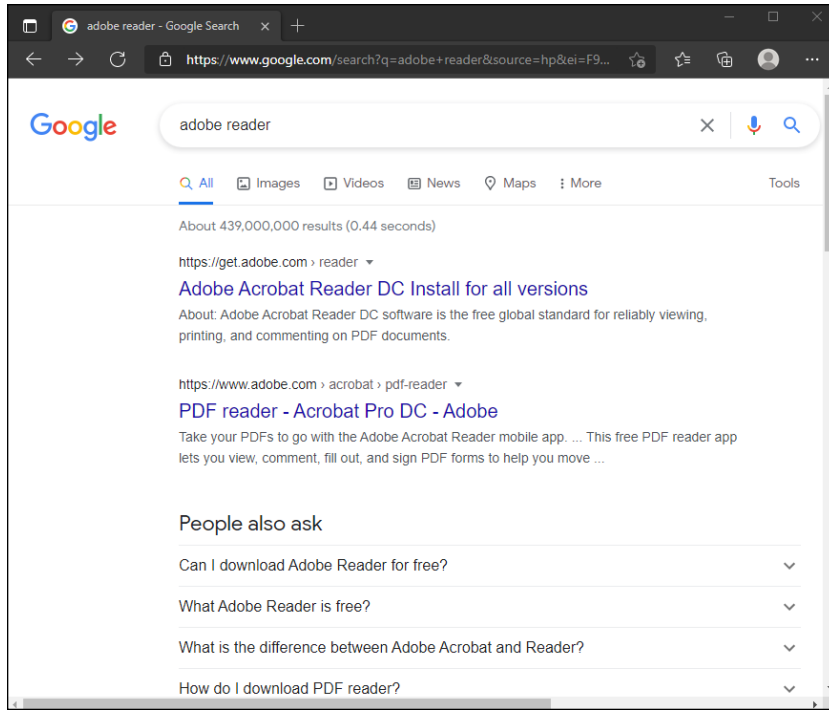 adobe reader - Google Search
https://www.google.com/search?q=adobe+reader&source=hp&ei=F9...
Google
adobe reader
All Images Videos News Maps More Tools
About 439,000,000 results (0.44 seconds)
https://get.adobe.com › reader
Adobe Acrobat Reader DC Install for all versions
About: Adobe Acrobat Reader DC software is the free global standard for reliably viewing,
printing, and commenting on PDF documents.
https://www.adobe.com › acrobat › pdf-reader
PDF reader - Acrobat Pro DC - Adobe
Take your PDFs to go with the Adobe Acrobat Reader mobile app. ... This free PDF reader app
lets you view, comment, fill out, and sign PDF forms to help you move ...
People also ask
Can I download Adobe Reader for free?
What Adobe Reader is free?
What is the difference between Adobe Acrobat and Reader?
How do I download PDF reader?